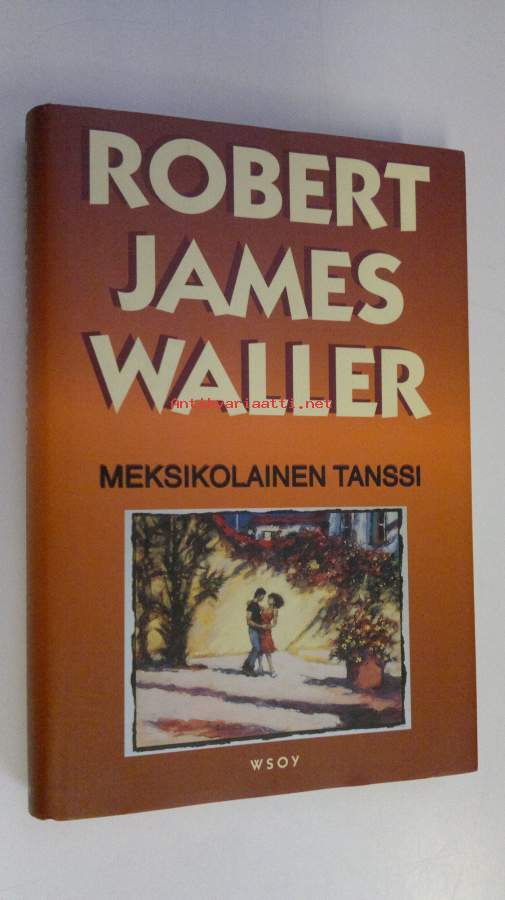 ROBERT
JAMES
WALLER
Antikvariaatti.net
MEKSIKOLAINEN TANSSI
WSOY